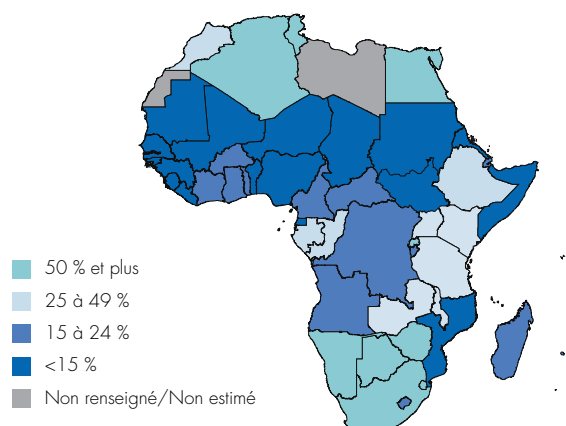 50 % et plus
25 à 49 %
15 à 24 %
<15 %
Non renseigné/Non estimé